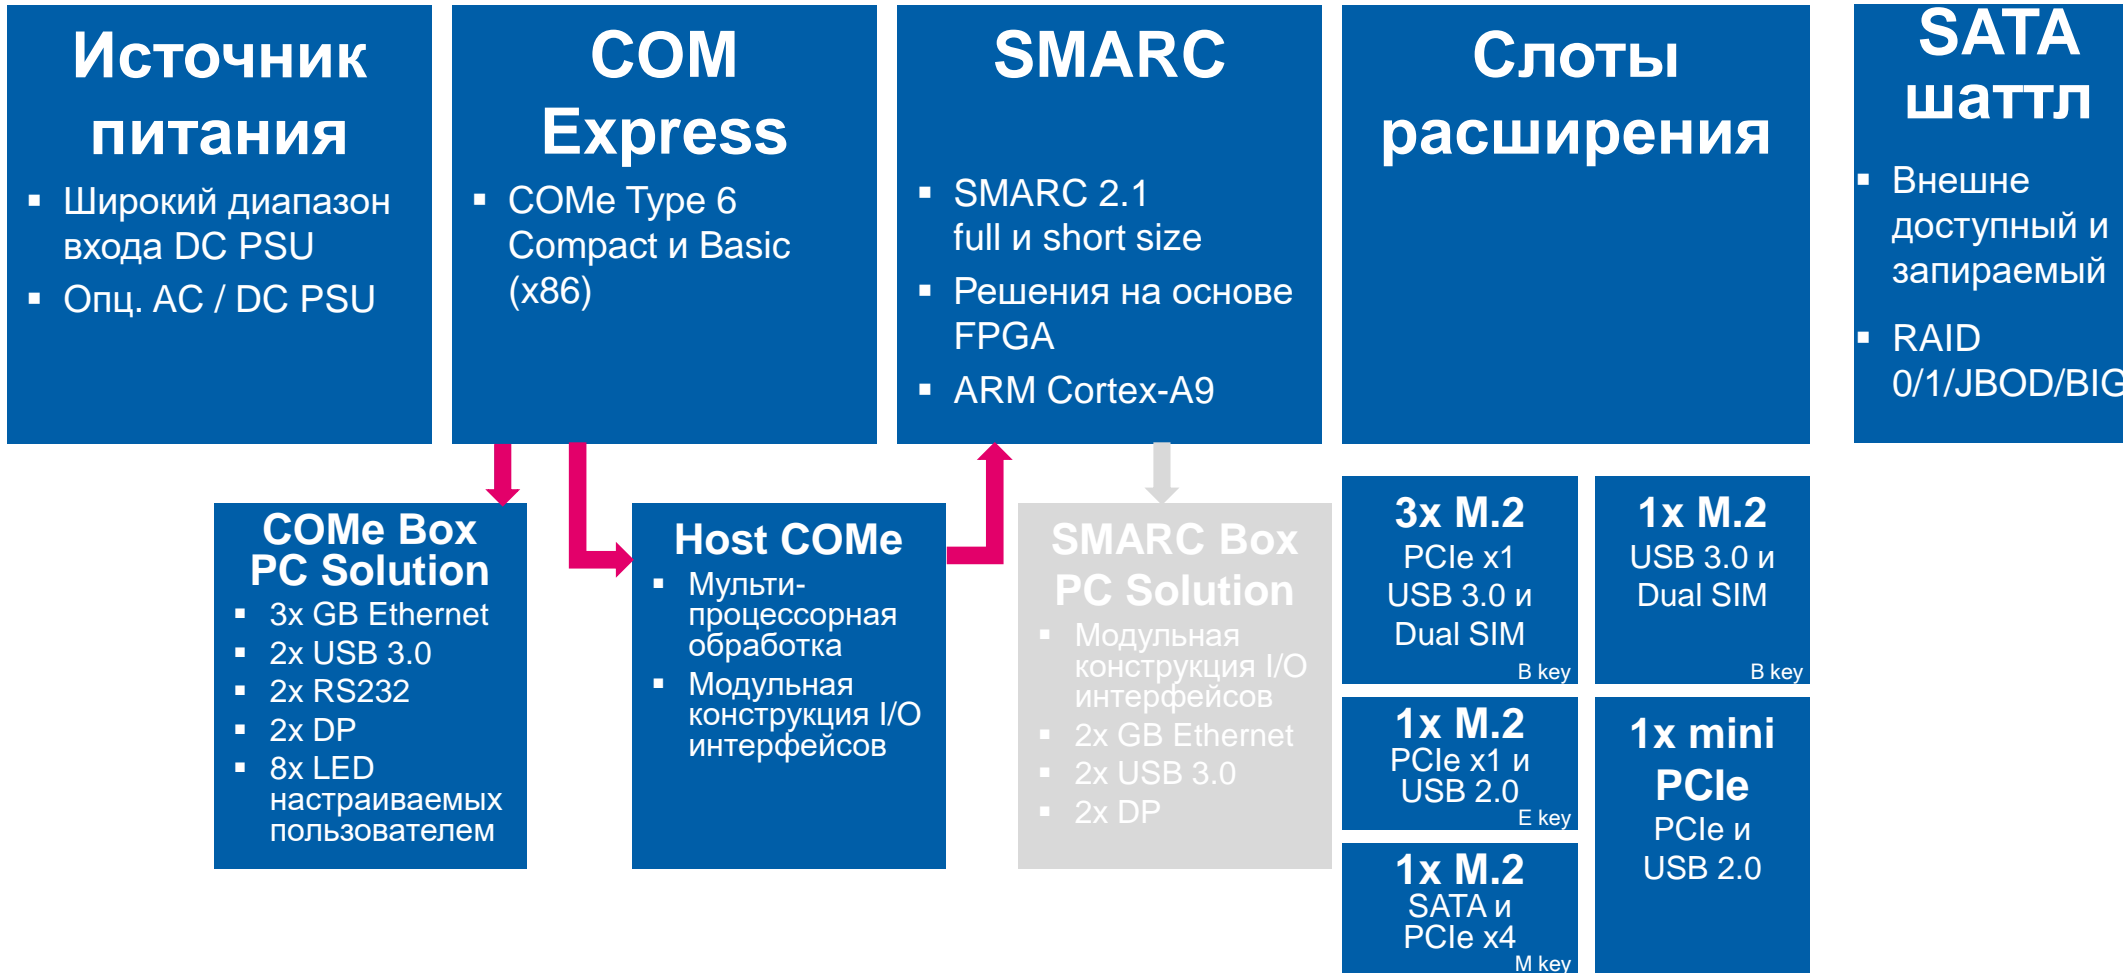 Источник
питания
Широкий диапазон
входа DC PSU
Опц. AC / DC PSU
COM
Express
COMe Type 6
Compact и Basic
(x86)
SMARC
SMARC 2.1
full и short size
Решения на основе
FPGA
ARM Cortex-A9
Слоты
расширения
SATA
шаттл
Внешне
доступный и
запираемый
RAID
0/1/JBOD/BIG
COMe Box
PC Solution
3x GB Ethernet
2x USB 3.0
2x RS232
2x DP
8x LED
настраиваемых
пользователем
Host COMe
Мульти-
процессорная
обработка
Модульная
конструкция I/O
интерфейсов
SMARC Box
PC Solution
Модульная
конструкция I/O
интерфейсов
2x GB Ethernet
2x USB 3.0
2x DP
3x M.2
PCIe x1
USB 3.0 и
Dual SIM
B key
1x M.2
USB 3.0 и
Dual SIM
B key
1x M.2
PCIe x1 и
USB 2.0
E key
1x mini
PCIe
PCIe и
USB 2.0
1x M.2
SATA и
PCIe x4
M key